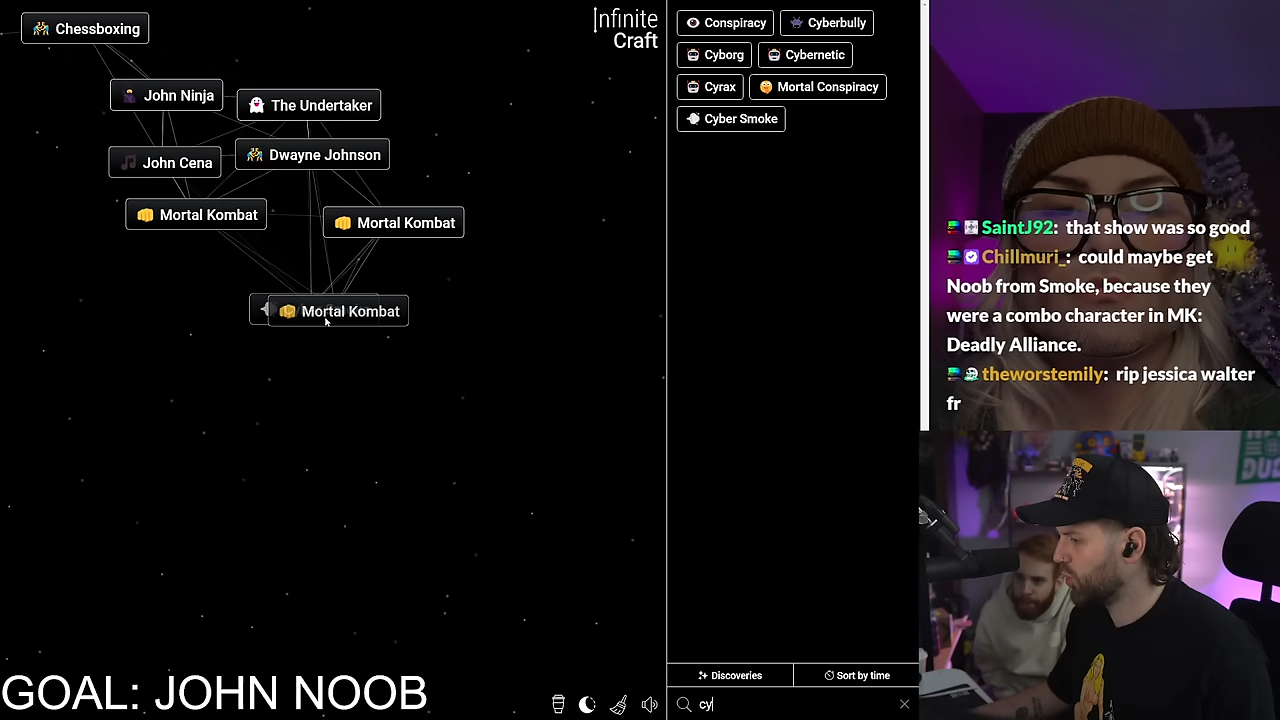 Chessboxing
John Ninja
The Undertaker
John Cena
Dwayne Johnson
Mortal Kombat
Mortal Kombat
Mortal Kombat
Infinite
Craft
Conspiracy
Cyberbully
Cyborg
Cybernetic
Cyrax
Mortal Conspiracy
Cyber Smoke
Discoveries
Sort by time
cy
GOAL: JOHN NOOB
SaintJ92: that show was so good
Chillmuri_: could maybe get
Noob from Smoke, because they
were a combo character in MK:
Deadly Alliance.
theworstemily: rip jessica walter
fr